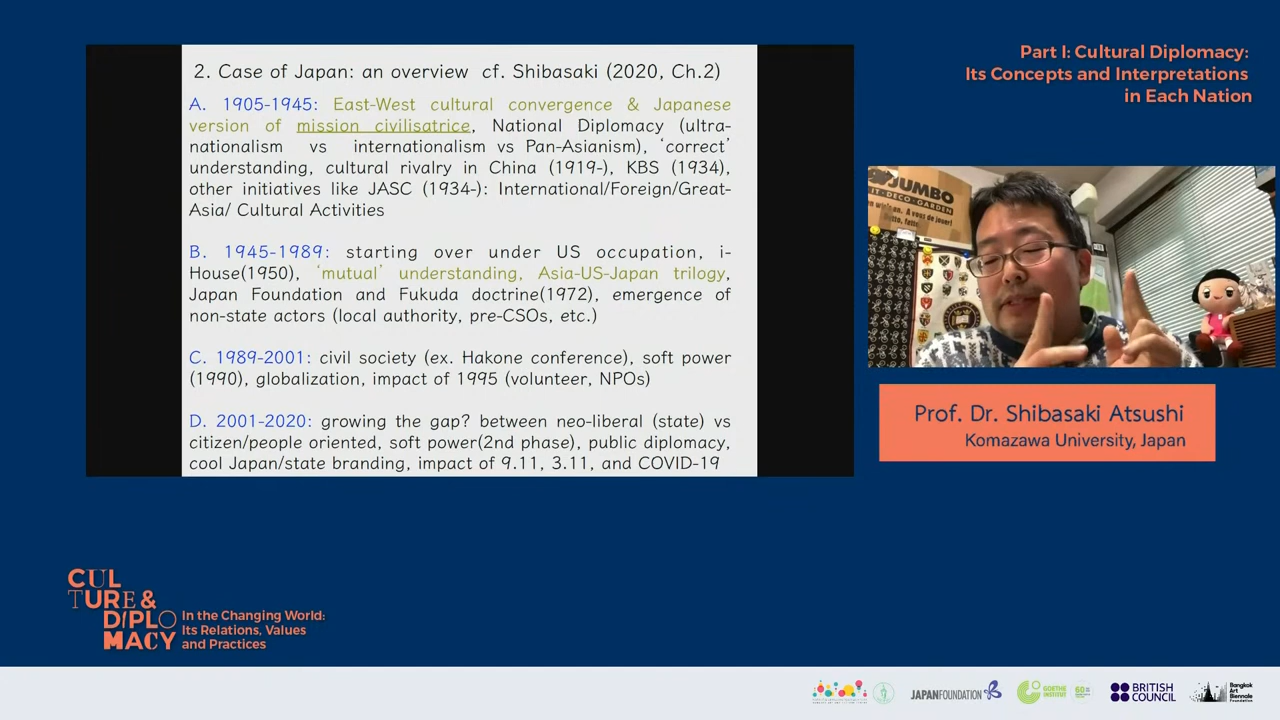 Part I: Cultural Diplomacy:
Its Concepts and Interpretations
in Each Nation
2. Case of Japan: an overview cf. Shibasaki (2020, Ch.2)
A. 1905-1945: East-West cultural convergence & Japanese
version of mission civilisatrice, National Diplomacy (ultra-
nationalism vs internationalism vs Pan-Asianism), 'correct'
understanding, cultural rivalry in China (1919-), KBS (1934),
other initiatives like JASC (1934-): International/Foreign/Great-
Asia/ Cultural Activities
B. 1945-1989: starting over under US occupation, i-
House(1950), 'mutual' understanding, Asia-US-Japan trilogy,
Japan Foundation and Fukuda doctrine(1972), emergence of
non-state actors (local authority, pre-CSOs, etc.)
C. 1989-2001: civil society (ex. Hakone conference), soft power
(1990), globalization, impact of 1995 (volunteer, NPOs)
D. 2001-2020: growing the gap? between neo-liberal (state) vs
citizen/people oriented, soft power(2nd phase), public diplomacy,
cool Japan/state branding, impact of 9.11, 3.11, and COVID-19
JUMBO
Prof. Dr. Shibasaki Atsushi
Komazawa University, Japan
CUL
TURE &
DIPLO
MACY
In the Changing World:
Its Relations, Values
and Practices
JAPANFOUNDATION
GOETHE
INSTITUT
60
BRITISH
COUNCIL
Bangkok
Art
Biennale
Foundation